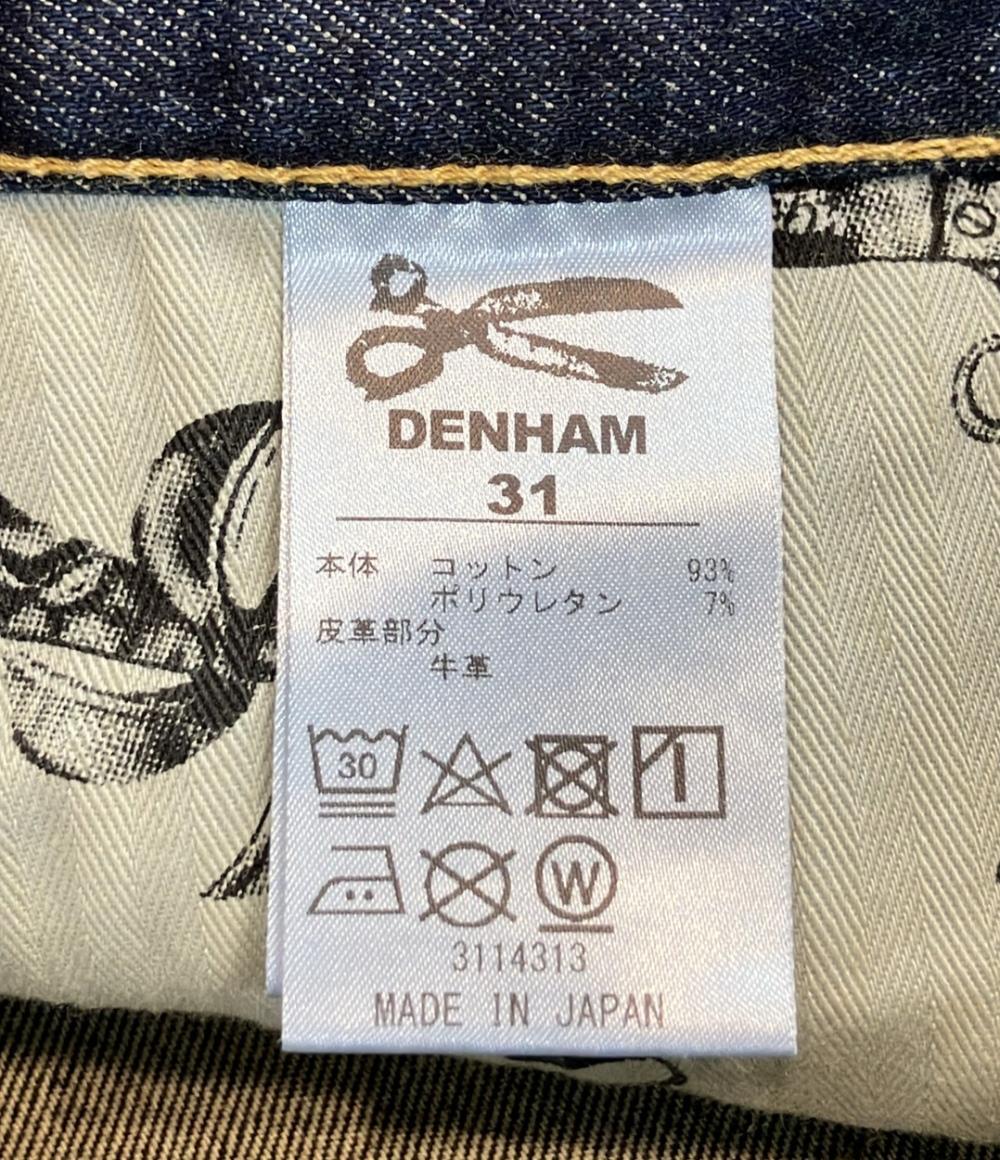 DENHAM
31
本体 コットン 93%
ポリウレタン 7%
皮革部分
牛革
30
W
3114313
MADE IN JAPAN